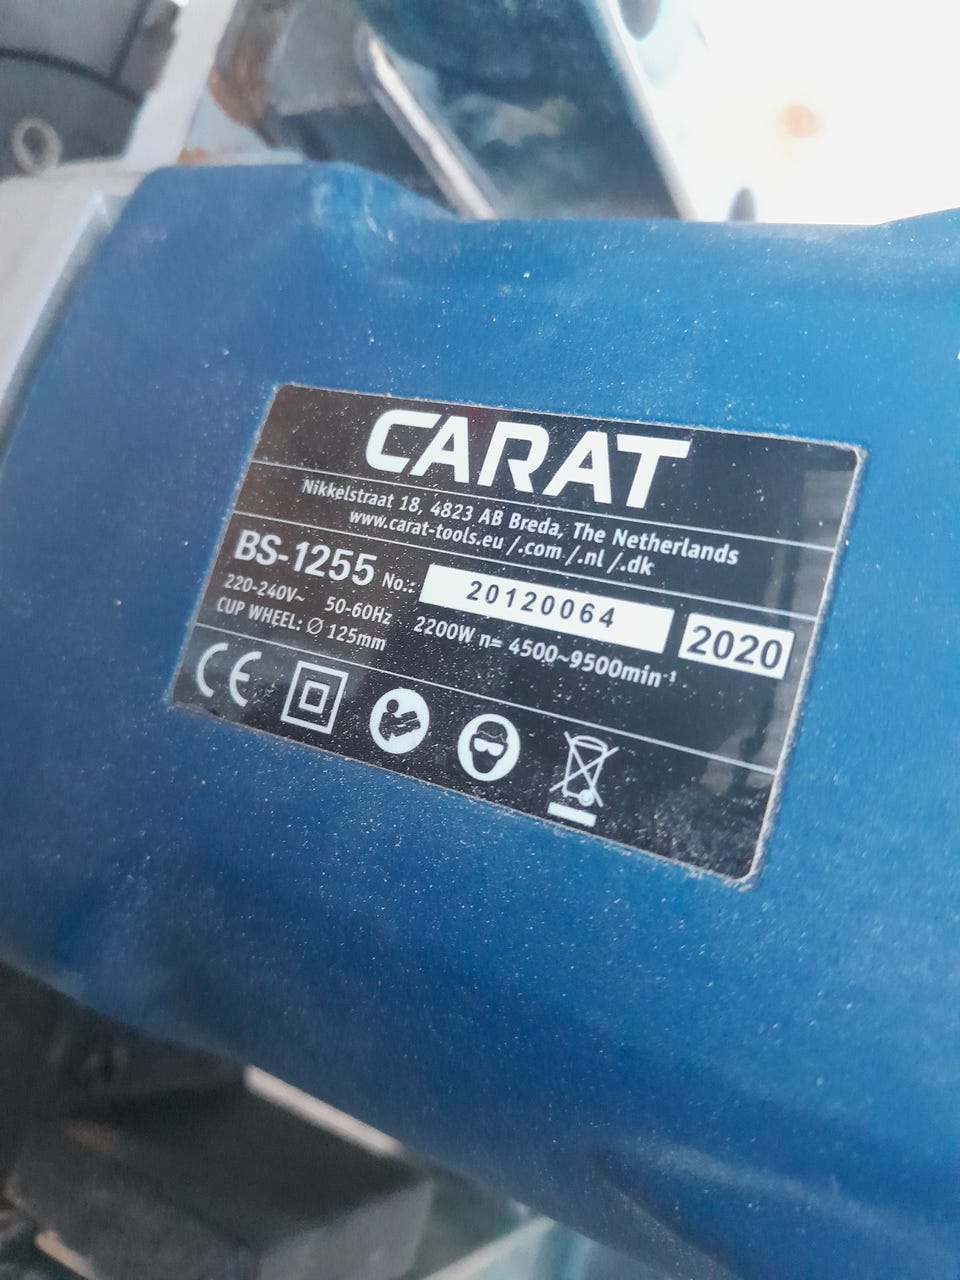 CARAT
Nikkelstraat 18, 4823 AB Breda, The Netherlands
www.carat-tools.eu /.com /.nl /.dk
BS-1255 No.: 20120064 2020
220-240V~ 50-60Hz 2200W n= 4500~9500min⁻¹
CUP WHEEL: ∅ 125mm
CE